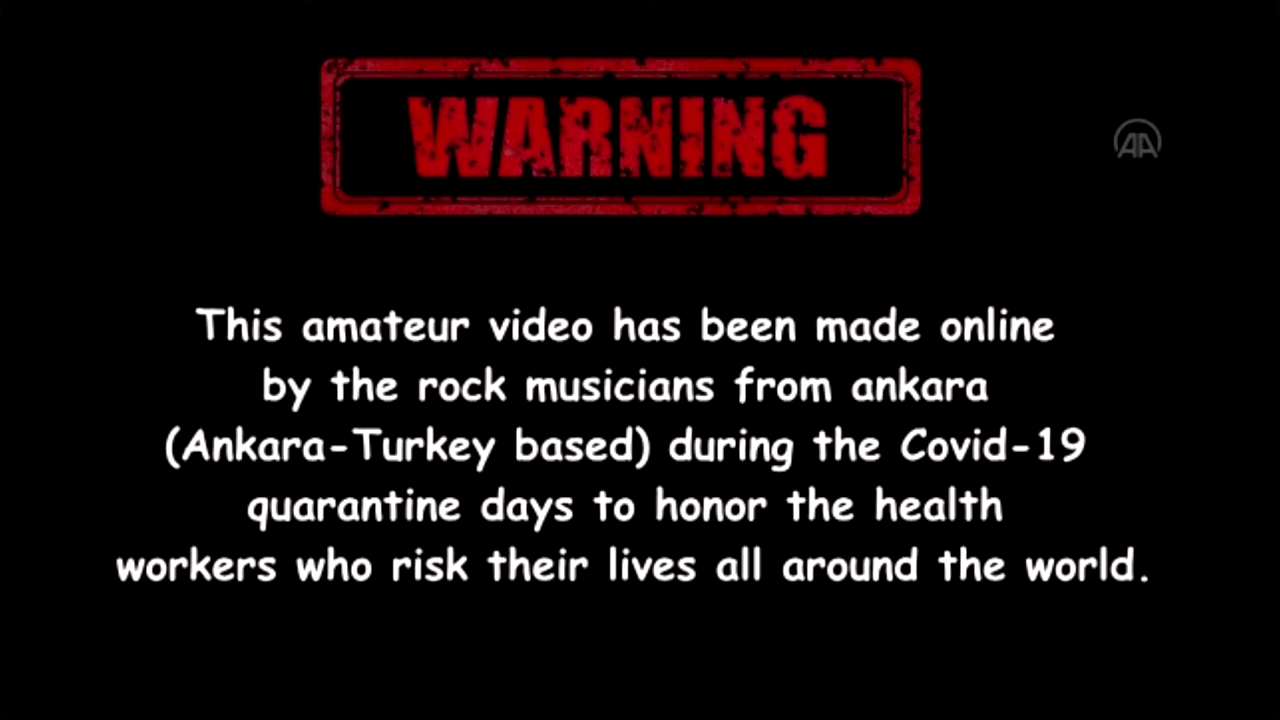 WARNING
AA
This amateur video has been made online
by the rock musicians from ankara
(Ankara-Turkey based) during the Covid-19
quarantine days to honor the health
workers who risk their lives all around the world.